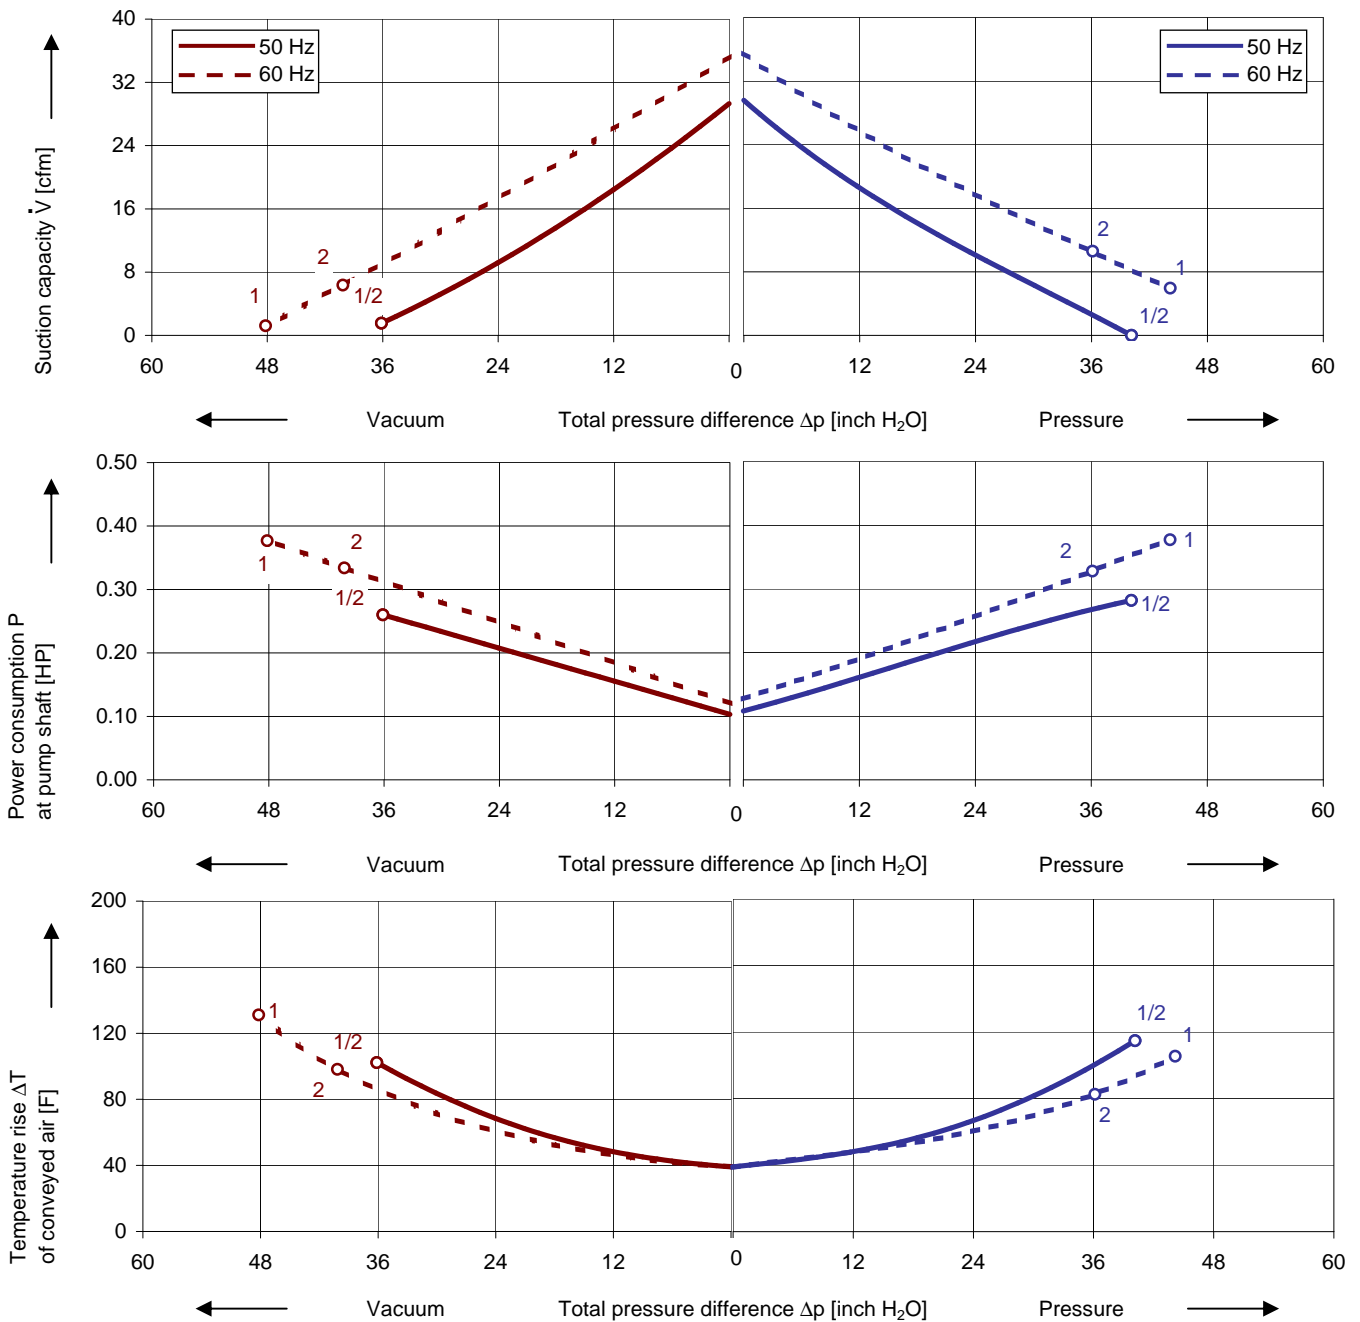 40
32
24
16
8
0
Suction capacity V̇ [cfm]
50 Hz
60 Hz
50 Hz
60 Hz
1
2
1/2
2
1
1/2
60 48 36 24 12 0 12 24 36 48 60
Vacuum Total pressure difference Δp [inch H₂O] Pressure
0.50
0.40
0.30
0.20
0.10
0.00
Power consumption P
at pump shaft [HP]
1
2
1/2
2
1
1/2
60 48 36 24 12 0 12 24 36 48 60
Vacuum Total pressure difference Δp [inch H₂O] Pressure
200
160
120
80
40
0
Temperature rise ΔT
of conveyed air [F]
1
1/2
2
1/2
1
2
60 48 36 24 12 0 12 24 36 48 60
Vacuum Total pressure difference Δp [inch H₂O] Pressure